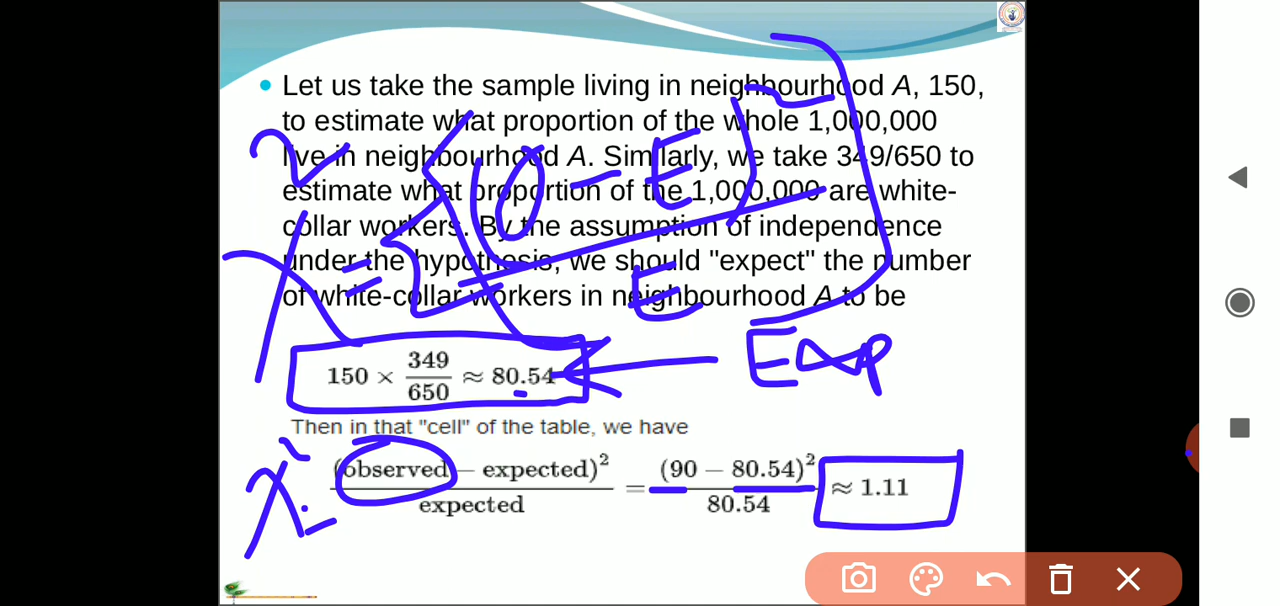 Let us take the sample living in neighbourhood A, 150,
to estimate what proportion of the whole 1,000,000
live in neighbourhood A. Similarly, we take 349/650 to
estimate what proportion of the 1,000,000 are white-
collar workers. By the assumption of independence
under the hypothesis, we should "expect" the number
of white-collar workers in neighbourhood A to be
χ² = Σ [(O – E)² / E]
150 × 349/650 ≈ 80.54
Exp
Then in that "cell" of the table, we have
χ²: (observed – expected)² / expected = (90 – 80.54)² / 80.54 ≈ 1.11